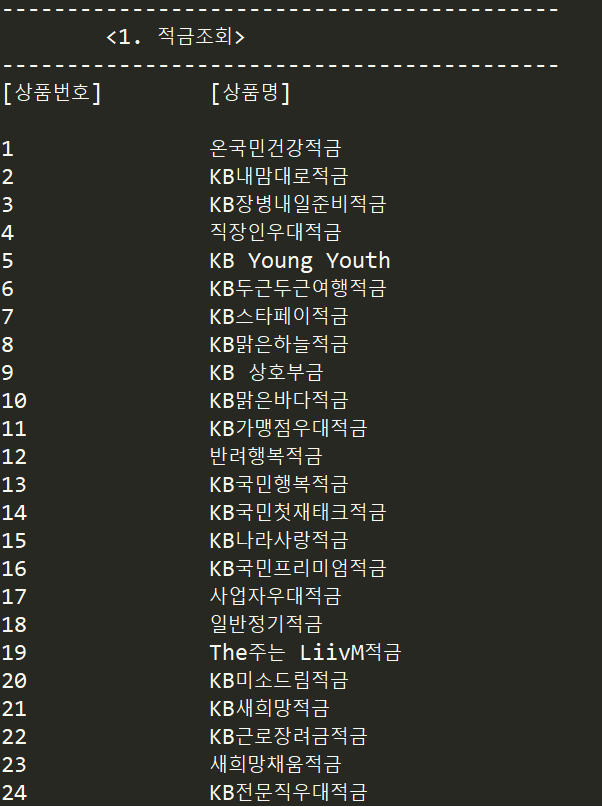 -------------------------------------------
<1. 적금조회>
-------------------------------------------
[상품번호] [상품명]
1 온국민건강적금
2 KB내맘대로적금
3 KB장병내일준비적금
4 직장인우대적금
5 KB Young Youth
6 KB두근두근여행적금
7 KB스타페이적금
8 KB맑은하늘적금
9 KB 상호부금
10 KB맑은바다적금
11 KB가맹점우대적금
12 반려행복적금
13 KB국민행복적금
14 KB국민첫재태크적금
15 KB나라사랑적금
16 KB국민프리미엄적금
17 사업자우대적금
18 일반정기적금
19 The주는 LiivM적금
20 KB미소드림적금
21 KB새희망적금
22 KB근로장려금적금
23 새희망채움적금
24 KB전문직우대적금